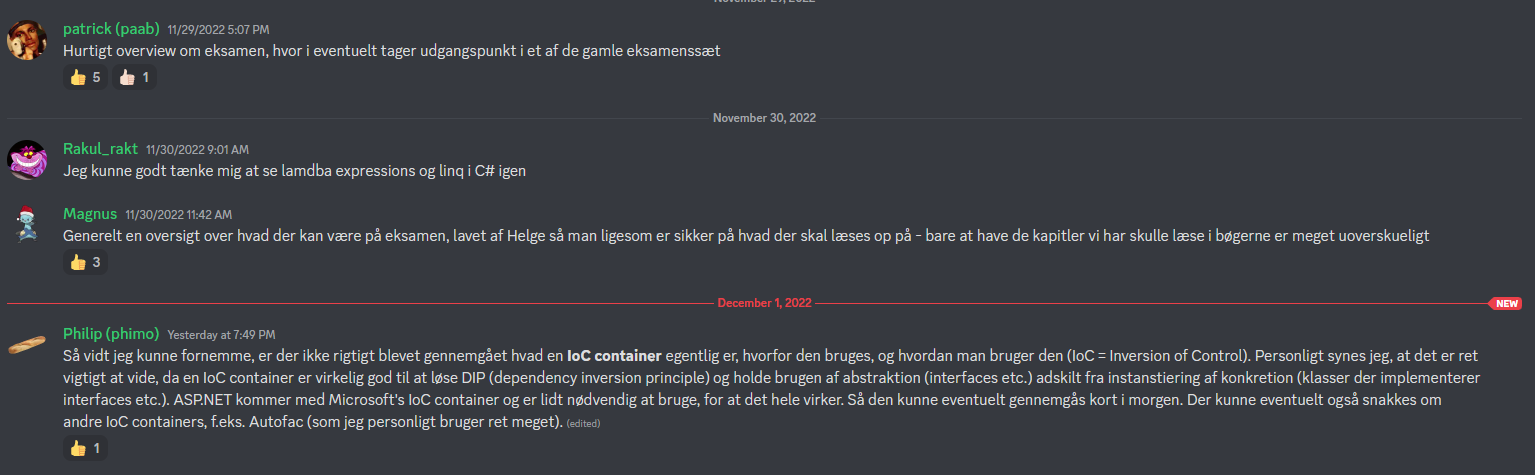 November 29, 2022
patrick (paab) 11/29/2022 5:07 PM
Hurtigt overview om eksamen, hvor i eventuelt tager udgangspunkt i et af de gamle eksamenssæt
👍 5 👍🏻 1
November 30, 2022
Rakul_rakt 11/30/2022 9:01 AM
Jeg kunne godt tænke mig at se lamdba expressions og linq i C# igen
Magnus 11/30/2022 11:42 AM
Generelt en oversigt over hvad der kan være på eksamen, lavet af Helge så man ligesom er sikker på hvad der skal læses op på - bare at have de kapitler vi har skulle læse i bøgerne er meget uoverskueligt
👍 3
December 1, 2022 NEW
Philip (phimo) Yesterday at 7:49 PM
Så vidt jeg kunne fornemme, er der ikke rigtigt blevet gennemgået hvad en IoC container egentlig er, hvorfor den bruges, og hvordan man bruger den (IoC = Inversion of Control). Personligt synes jeg, at det er ret
vigtigt at vide, da en IoC container er virkelig god til at løse DIP (dependency inversion principle) og holde brugen af abstraktion (interfaces etc.) adskilt fra instanstiering af konkretion (klasser der implementerer
interfaces etc.). ASP.NET kommer med Microsoft's IoC container og er lidt nødvendig at bruge, for at det hele virker. Så den kunne eventuelt gennemgås kort i morgen. Der kunne eventuelt også snakkes om
andre IoC containers, f.eks. Autofac (som jeg personligt bruger ret meget). (edited)
👍 1